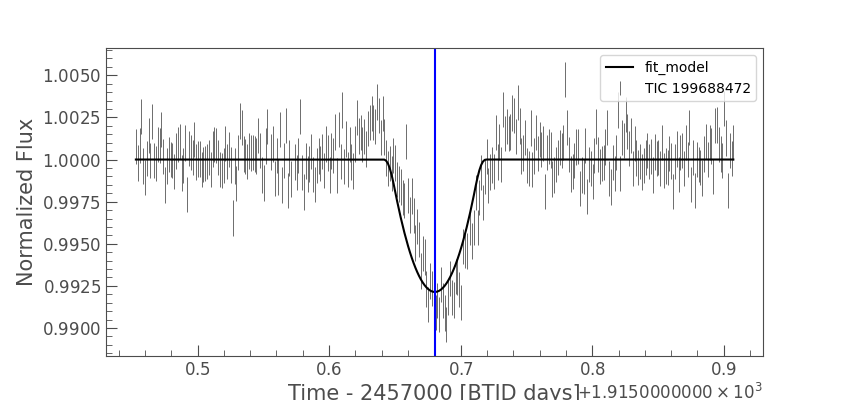 1.0050
1.0025
1.0000
0.9975
0.9950
0.9925
0.9900
Normalized Flux
fit_model
TIC 199688472
0.5
0.6
0.7
0.8
0.9
Time - 2457000 [BTJD days]
+1.9150000000 × 10³